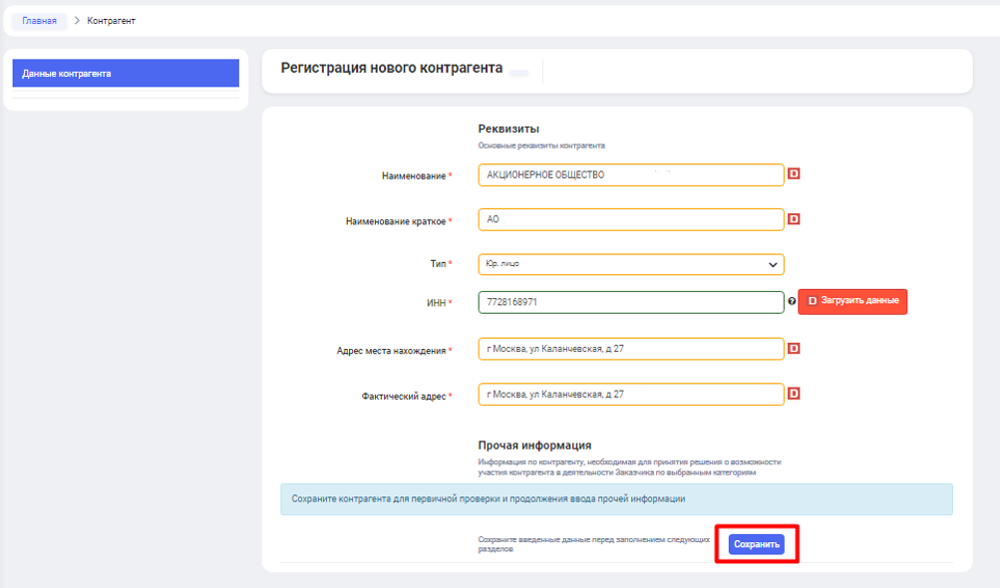 Главная > Контрагент
Данные контрагента
Регистрация нового контрагента
Реквизиты
Основные реквизиты контрагента
Наименование * АКЦИОНЕРНОЕ ОБЩЕСТВО D
Наименование краткое * АО D
Тип * Юр. лицо
ИНН * 7728168971 ? D Загрузить данные
Адрес места нахождения * г Москва, ул Каланчевская, д 27 D
Фактический адрес * г Москва, ул Каланчевская, д 27 D
Прочая информация
Информация по контрагенту, необходимая для принятия решения о возможности
участия контрагента в деятельности Заказчика по выбранным категориям
Сохраните контрагента для первичной проверки и продолжения ввода прочей информации
Сохраните введенные данные перед заполнением следующих
разделов
Сохранить